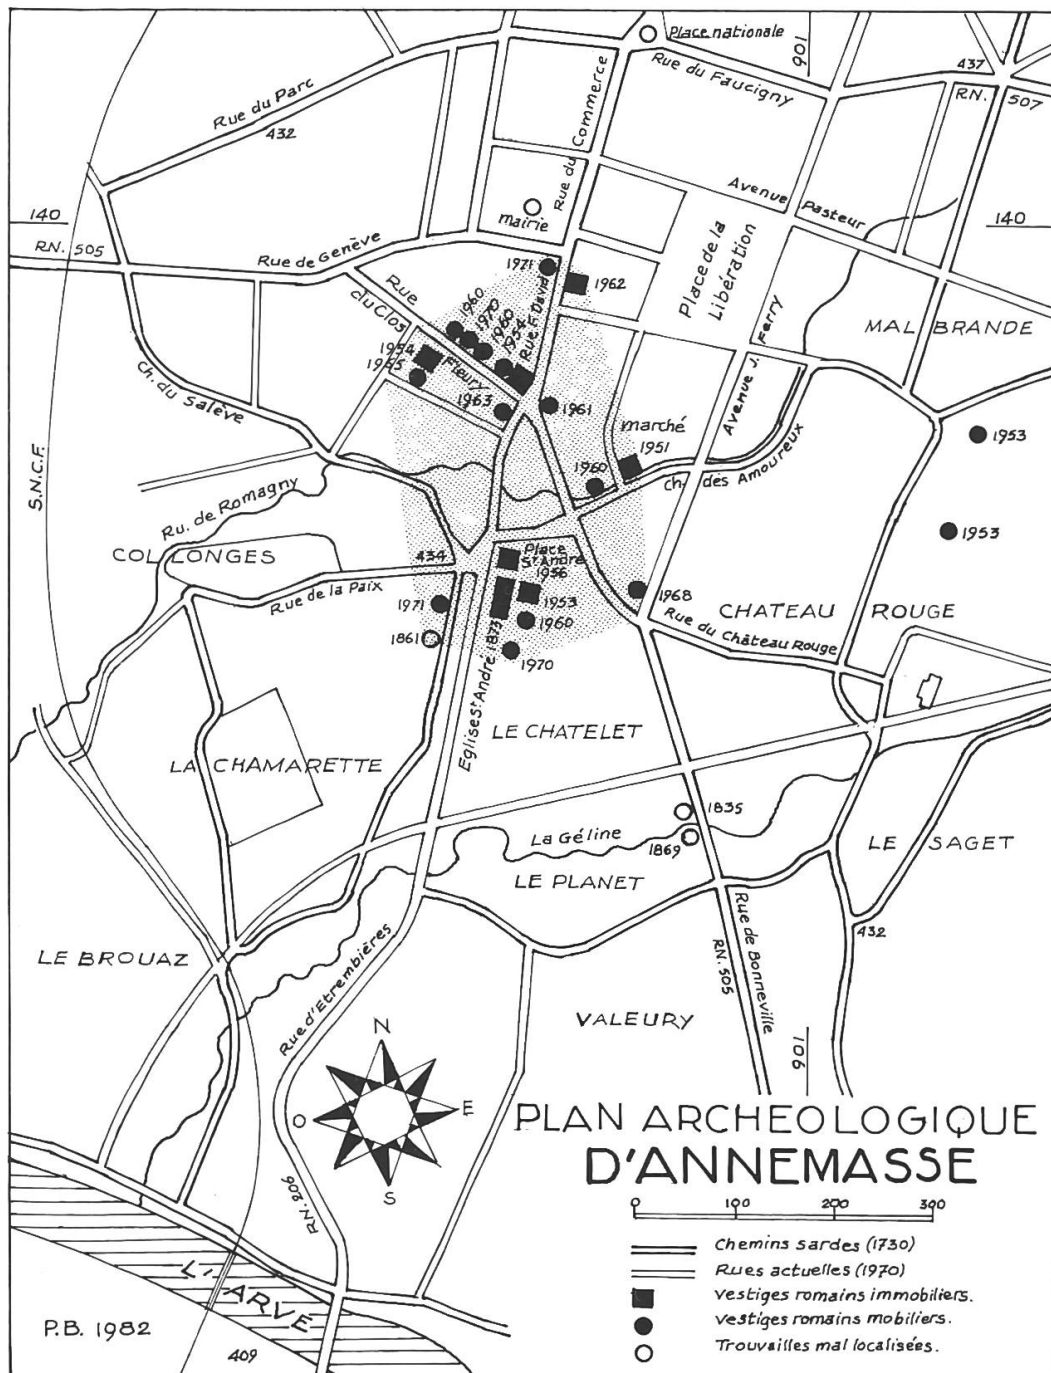 Place nationale
901
Rue du Faucigny
437
RN. 507
Rue du Parc
432
Rue du Commerce
Avenue Pasteur
140
mairie
140
RN. 505
Rue de Genève
Place de la
Libération
1971
1962
Rue du Clos Fleury
Rue F. David
1960
1970
1960
1954
1954
1955
1963
1961
MALBRANDE
Avenue J. Ferry
Ch. du Salève
marché
1951
1960
Ch. des Amoureux
1953
S.N.C.F.
Ru. de Romagny
1953
COLLONGES
434
Place
St André
1956
1953
1968
Rue de la Paix
1971
1861
1873
1960
1970
CHATEAU ROUGE
Rue du Château Rouge
Eglise St André
LE CHATELET
LA CHAMARETTE
1835
La Géline
1869
LE SAGET
LE PLANET
432
LE BROUAZ
Rue d'Etrembières
RN. 505
Rue de Bonneville
VALEURY
901
N
E
O
S
PLAN ARCHEOLOGIQUE
D'ANNEMASSE
0 100 200 300
Chemins sardes (1730)
Rues actuelles (1970)
vestiges romains immobiliers.
vestiges romains mobiliers.
Trouvailles mal localisées.
RN. 206
L'ARVE
P.B. 1982
409